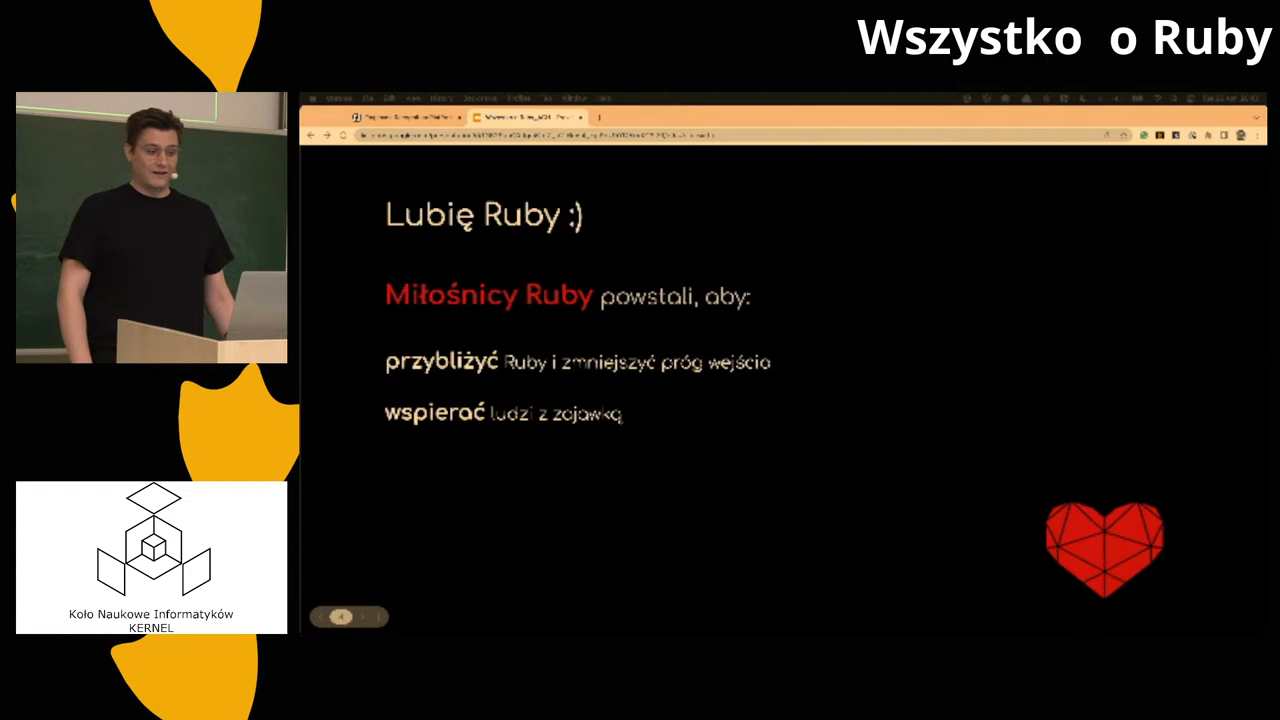 Wszystko o Ruby
Lubię Ruby :)
Miłośnicy Ruby powstali, aby:
przybliżyć Ruby i zmniejszyć próg wejścia
wspierać ludzi z zajawką
Koło Naukowe Informatyków
KERNEL